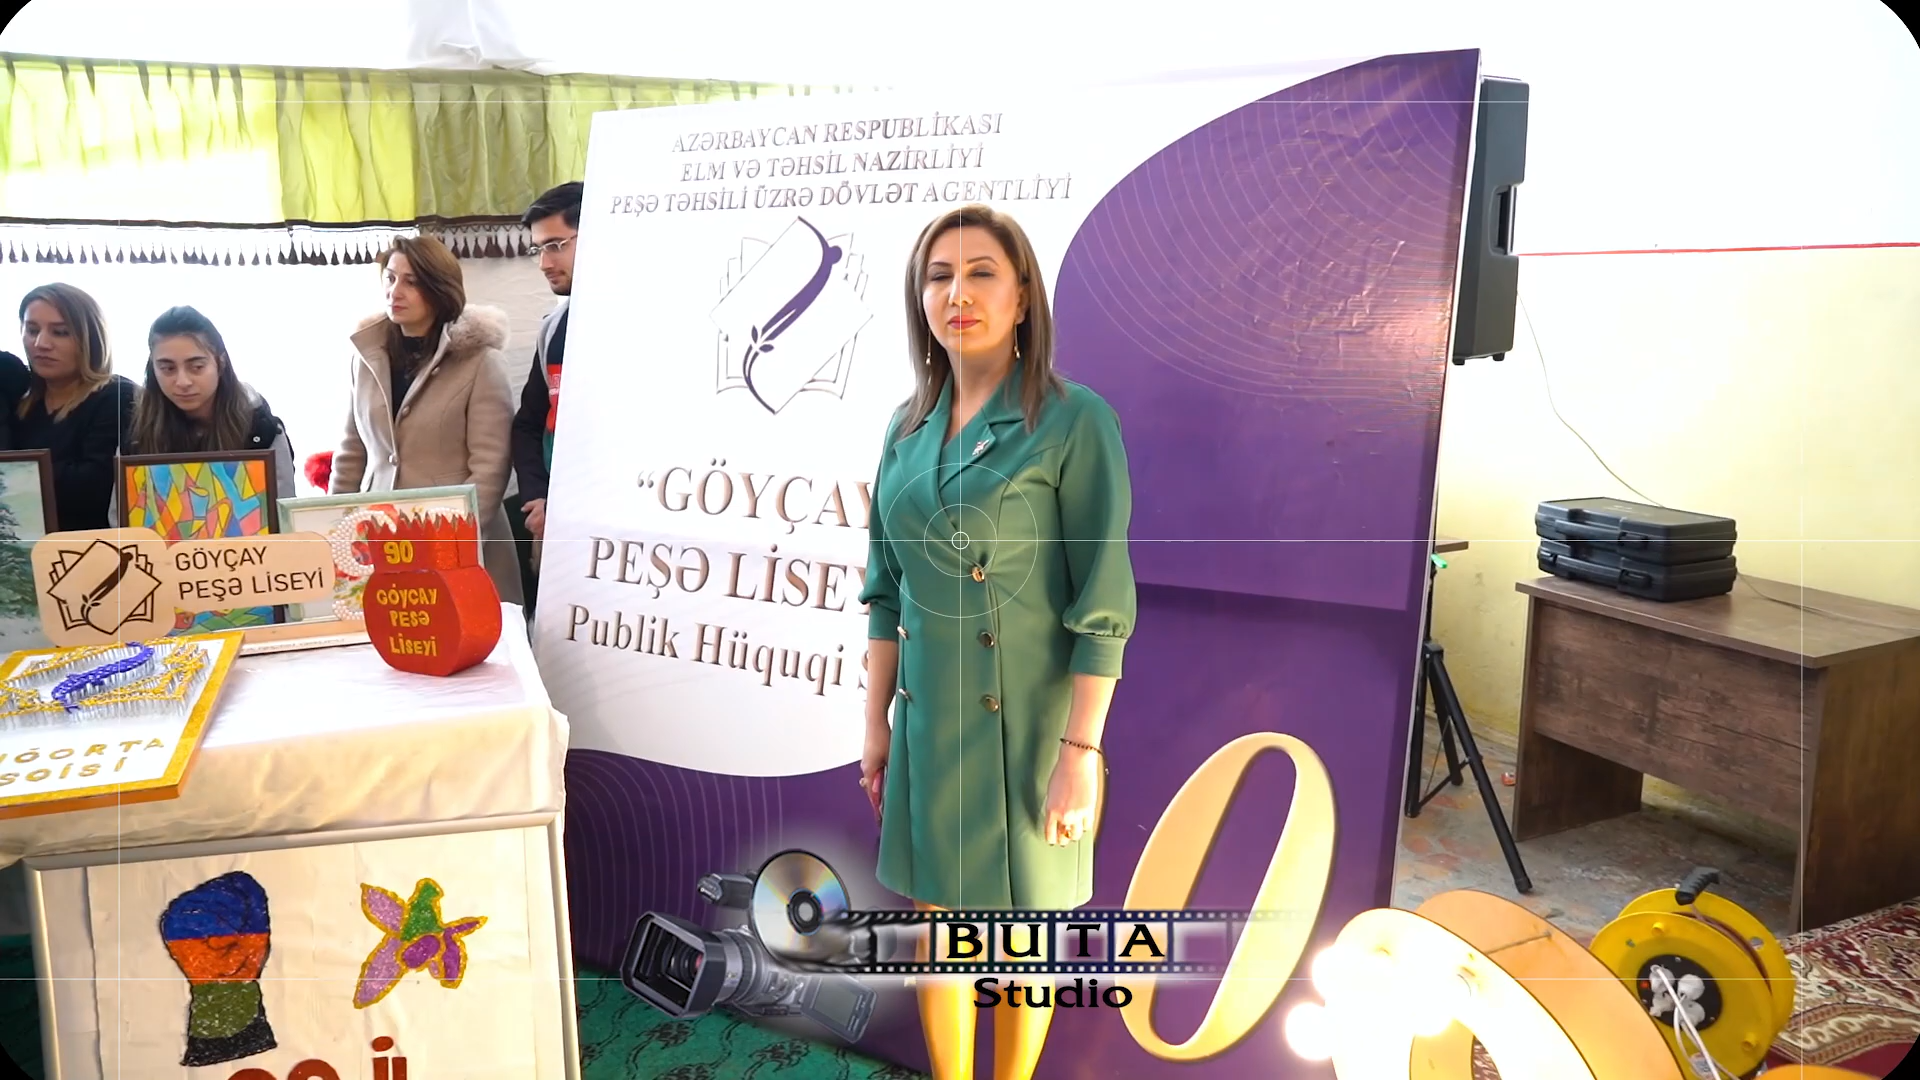 AZƏRBAYCAN RESPUBLİKASI
ELM VƏ TƏHSİL NAZİRLİYİ
PEŞƏ TƏHSİLİ ÜZRƏ DÖVLƏT AGENTLİYİ
“GÖYÇAY
PEŞƏ LİSEY
Publik Hüquqi Ş
GÖYÇAY
PEŞƏ LİSEYİ
90
GÖYÇAY
PEŞƏ
LİSEYİ
BUTA
Studio